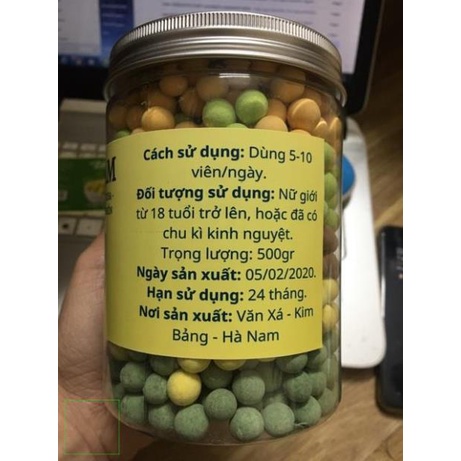 M
Cách sử dụng: Dùng 5-10
viên/ngày.
Đối tượng sử dụng: Nữ giới
từ 18 tuổi trở lên, hoặc đã có
chu kì kinh nguyệt.
Trọng lượng: 500gr
Ngày sản xuất: 05/02/2020.
Hạn sử dụng: 24 tháng.
Nơi sản xuất: Văn Xá - Kim
Bảng - Hà Nam